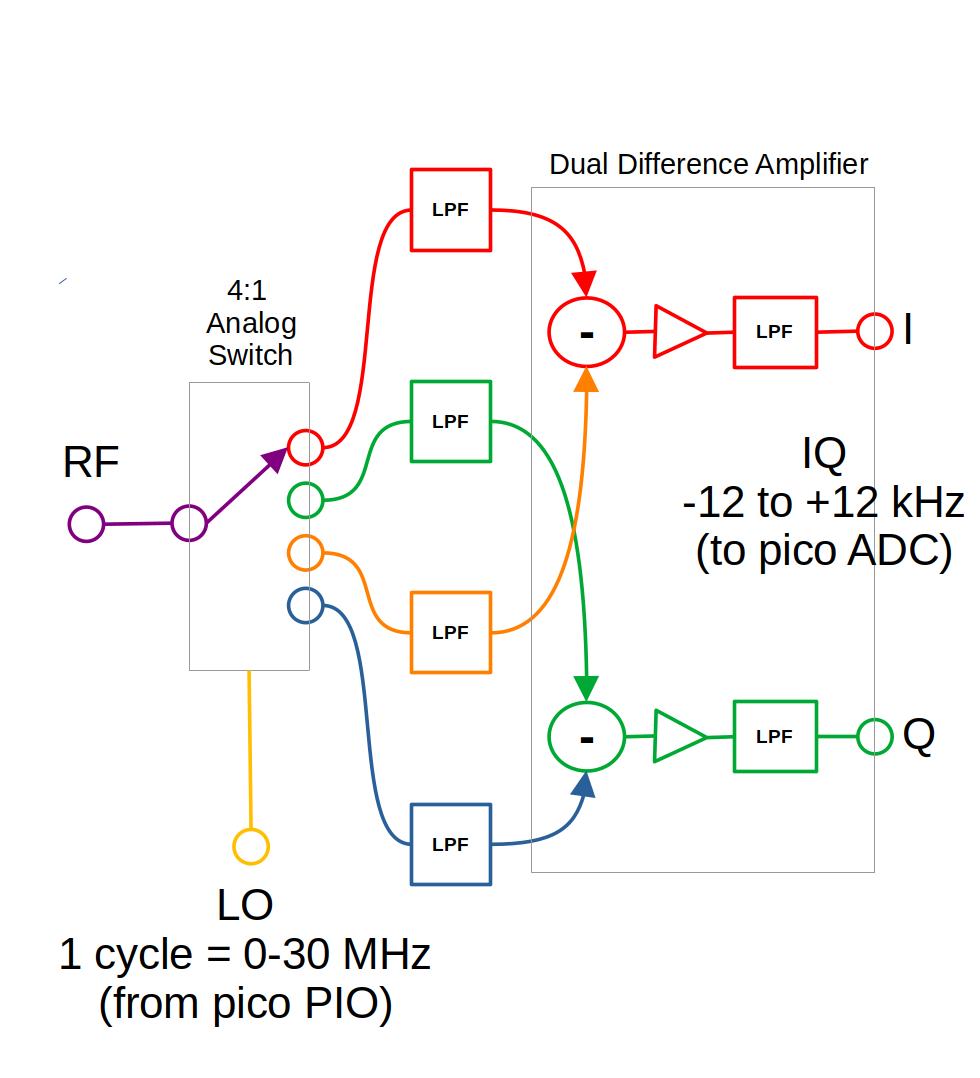 Dual Difference Amplifier
LPF
4:1
Analog
Switch
LPF
I
-
LPF
RF
IQ
-12 to +12 kHz
(to pico ADC)
LPF
LPF
-
LPF
Q
LO
1 cycle = 0-30 MHz
(from pico PIO)